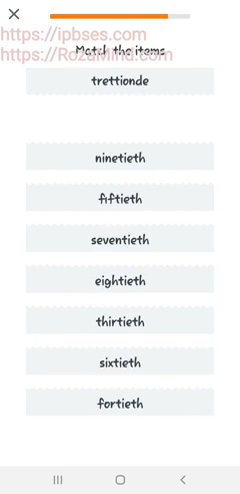 https://ipbses.com
Match the items
https://RozaMind.com
trettionde
ninetieth
fiftieth
seventieth
eightieth
thirtieth
sixtieth
fortieth